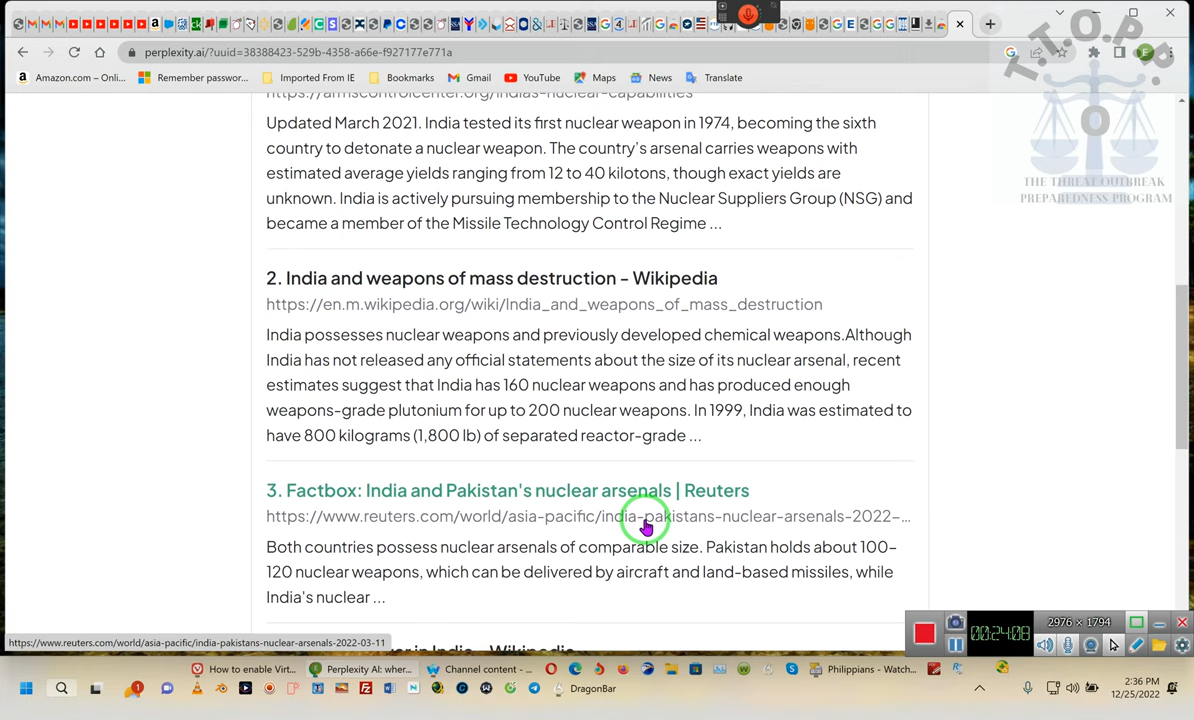 perplexity.ai/?uuid=38388423-529b-4358-a66e-f927177e771a
Amazon.com – Onli...
Remember passwor...
Imported From IE
Bookmarks
Gmail
YouTube
Maps
News
Translate
T.T.O.P.P.
O
THE THREAT OUTBREAK
PREPAREDNESS PROGRAM
https://armscontrolcenter.org/indias-nuclear-capabilities
Updated March 2021. India tested its first nuclear weapon in 1974, becoming the sixth
country to detonate a nuclear weapon. The country's arsenal carries weapons with
estimated average yields ranging from 12 to 40 kilotons, though exact yields are
unknown. India is actively pursuing membership to the Nuclear Suppliers Group (NSG) and
became a member of the Missile Technology Control Regime ...
2. India and weapons of mass destruction - Wikipedia
https://en.m.wikipedia.org/wiki/India_and_weapons_of_mass_destruction
India possesses nuclear weapons and previously developed chemical weapons.Although
India has not released any official statements about the size of its nuclear arsenal, recent
estimates suggest that India has 160 nuclear weapons and has produced enough
weapons-grade plutonium for up to 200 nuclear weapons. In 1999, India was estimated to
have 800 kilograms (1,800 lb) of separated reactor-grade ...
3. Factbox: India and Pakistan's nuclear arsenals | Reuters
https://www.reuters.com/world/asia-pacific/india-pakistans-nuclear-arsenals-2022-...
Both countries possess nuclear arsenals of comparable size. Pakistan holds about 100-
120 nuclear weapons, which can be delivered by aircraft and land-based missiles, while
India's nuclear ...
in India - Wikipedia
https://www.reuters.com/world/asia-pacific/india-pakistans-nuclear-arsenals-2022-03-11
2976 × 1794
00:24:08
How to enable Virt...
Perplexity AI: wher...
Channel content -...
Philippians - Watch...
DragonBar
2:36 PM
12/25/2022